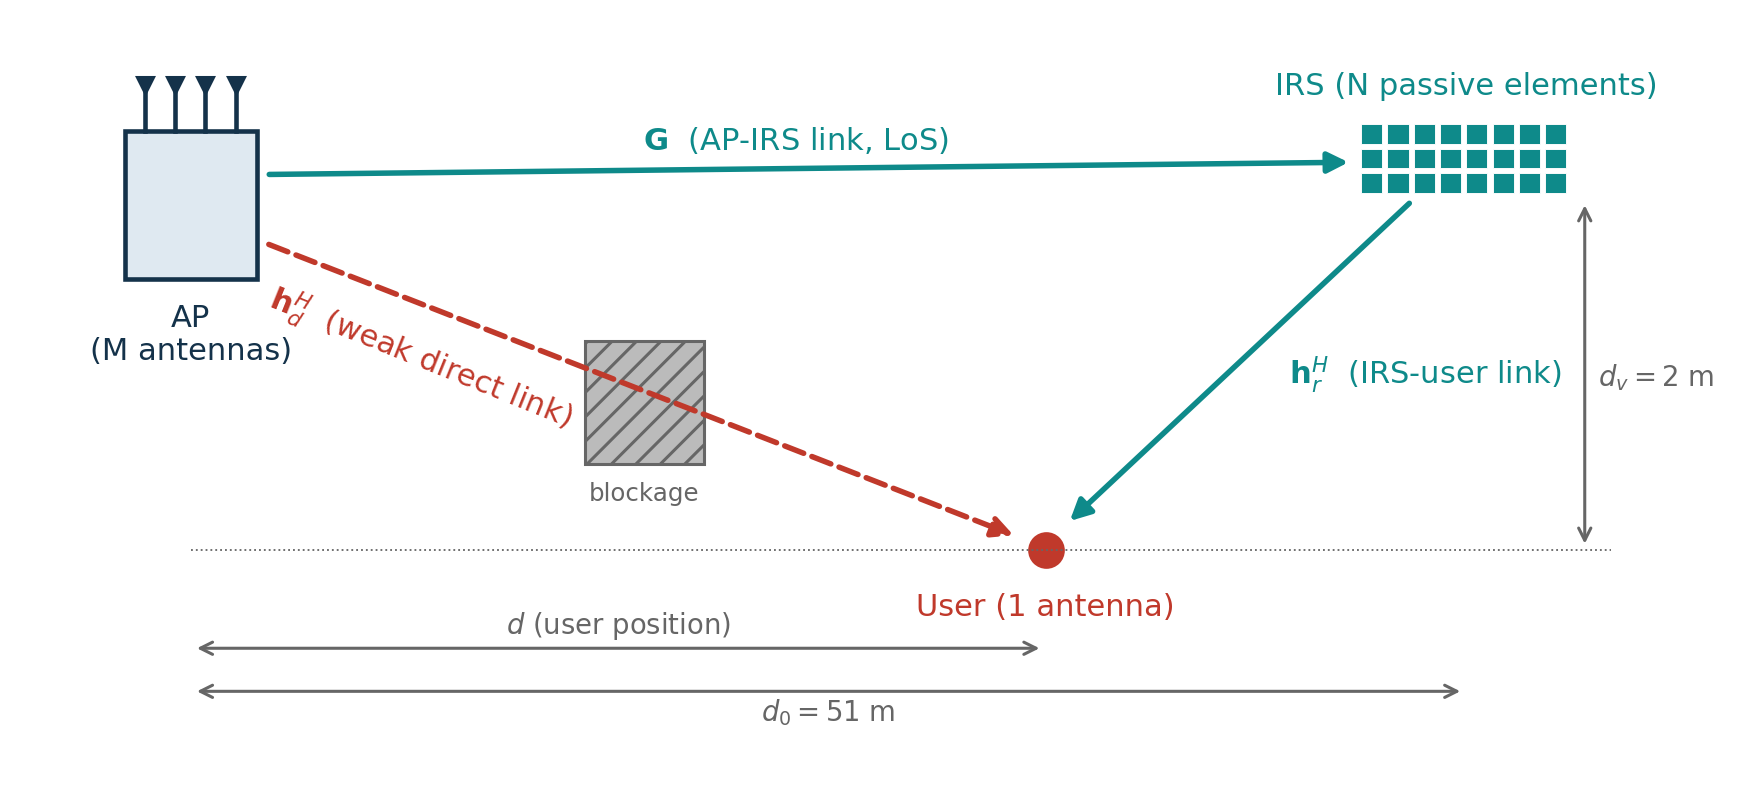 IRS (N passive elements)
G (AP-IRS link, LoS)
AP
(M antennas)
h_d^H (weak direct link)
h_r^H (IRS-user link)
d_v = 2 m
blockage
User (1 antenna)
d (user position)
d_0 = 51 m